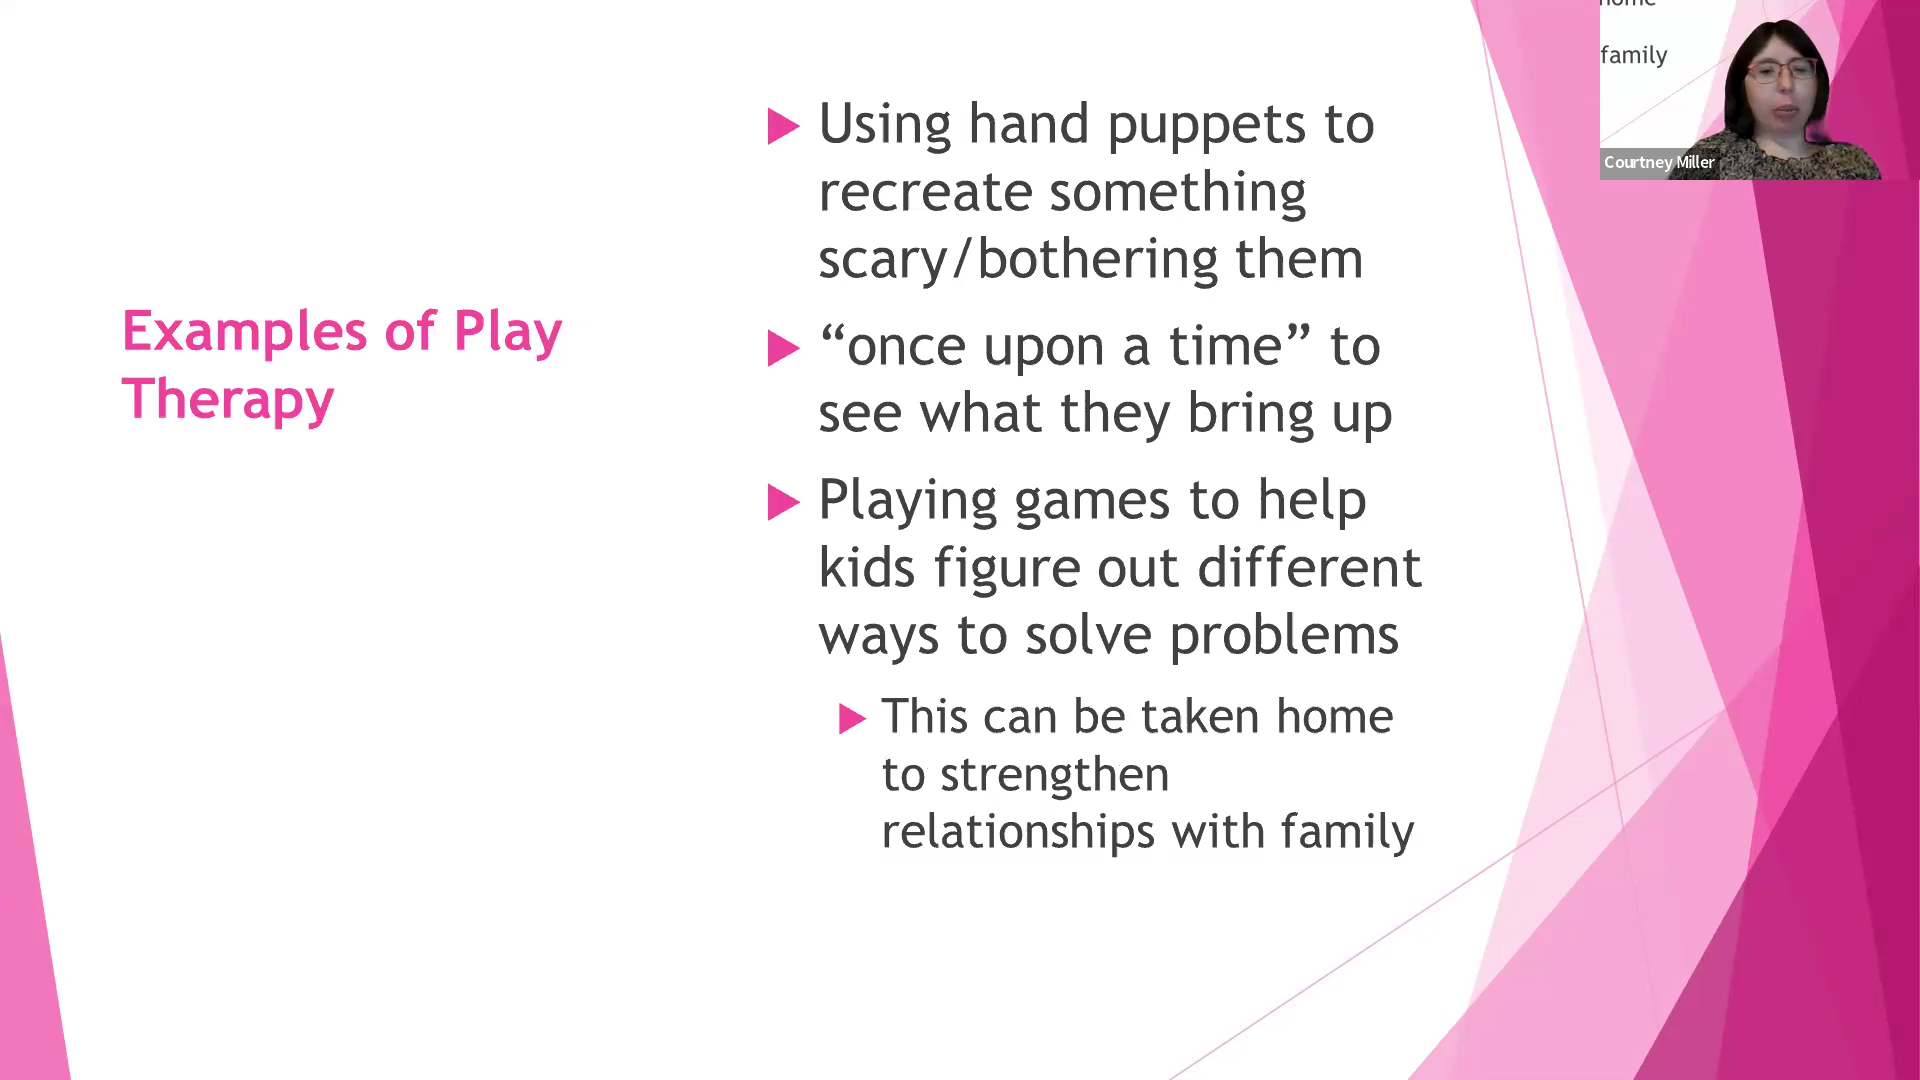 Examples of Play
Therapy
Using hand puppets to
recreate something
scary/bothering them
“once upon a time” to
see what they bring up
Playing games to help
kids figure out different
ways to solve problems
This can be taken home
to strengthen
relationships with family
home
family
Courtney Miller